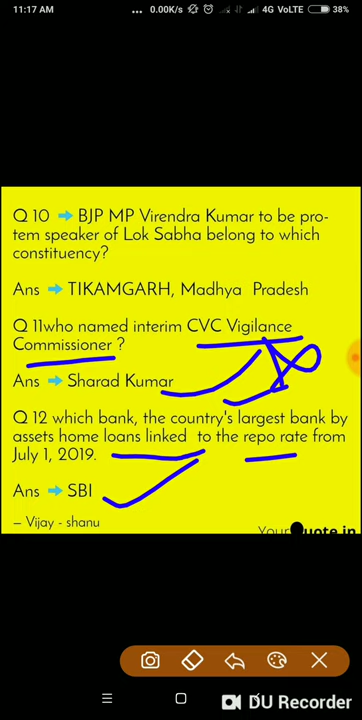 11:17 AM ... 0.00K/s 4G VoLTE 38%
Q 10 ➡ BJP MP Virendra Kumar to be pro-
tem speaker of Lok Sabha belong to which
constituency?
Ans ➡ TIKAMGARH, Madhya Pradesh
Q 11who named interim CVC Vigilance
Commissioner ?
Ans ➡ Sharad Kumar
Q 12 which bank, the country's largest bank by
assets home loans linked to the repo rate from
July 1, 2019.
Ans ➡ SBI
– Vijay - shanu
DU Recorder